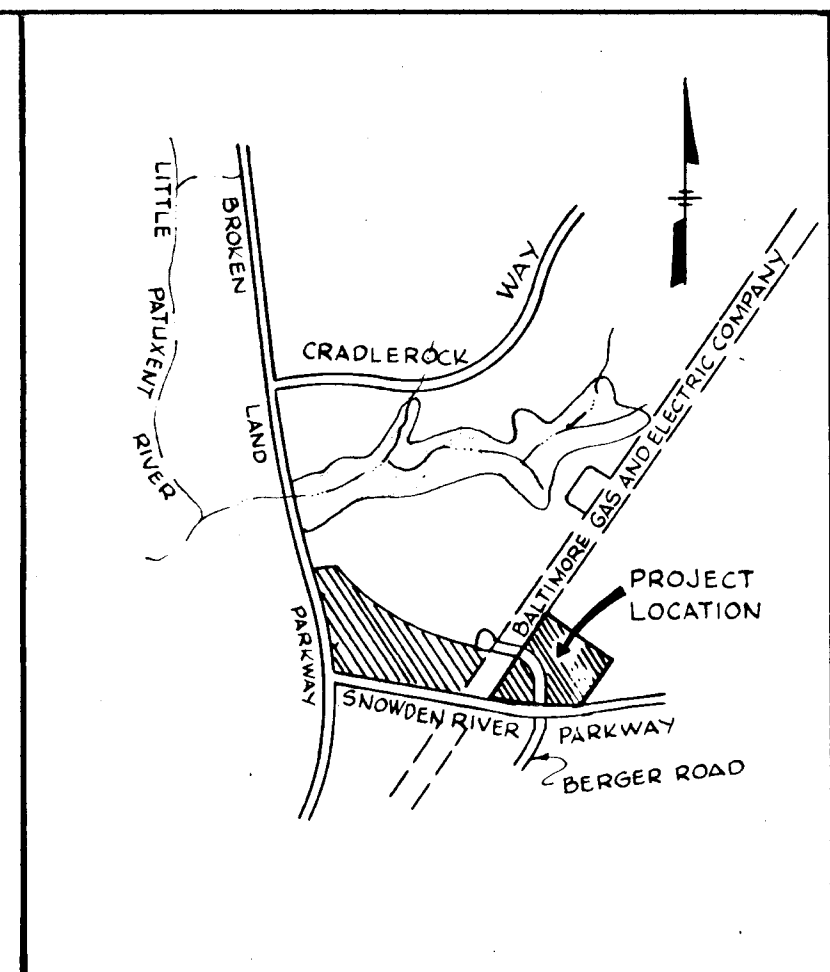 LITTLE PATUXENT RIVER
BROKEN LAND PARKWAY
CRADLEROCK WAY
BALTIMORE GAS AND ELECTRIC COMPANY
PROJECT
LOCATION
SNOWDEN RIVER PARKWAY
BERGER ROAD